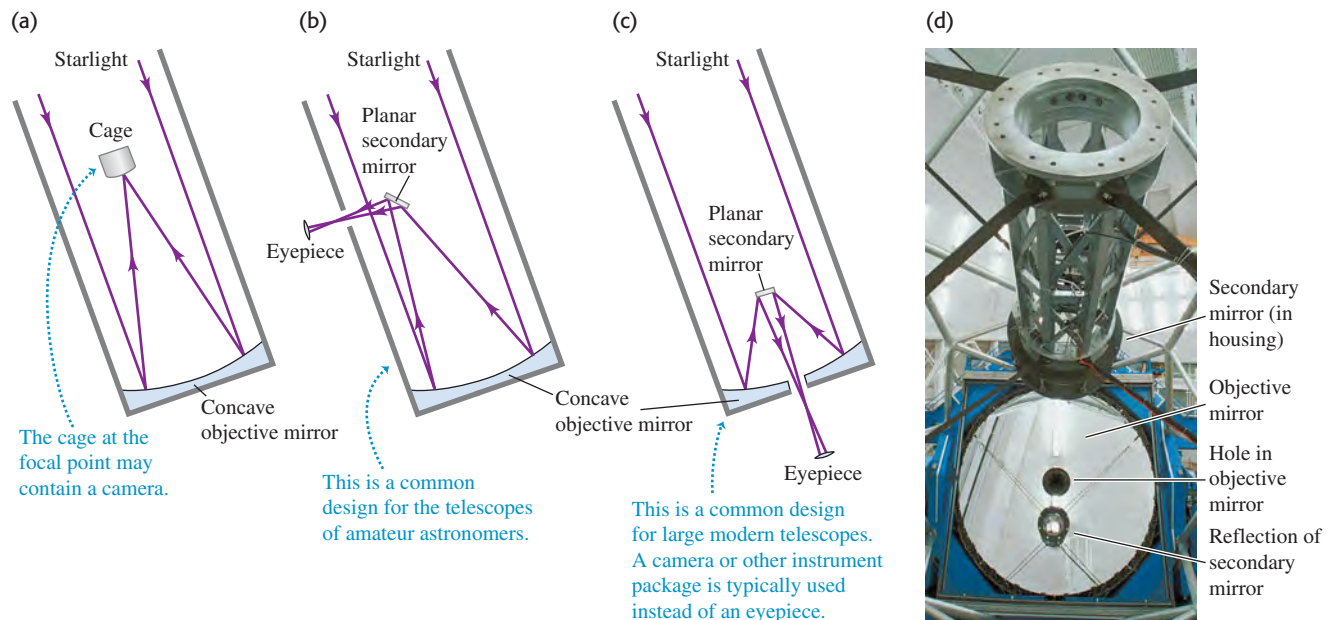 (a)
Starlight
Cage
Concave
objective mirror
The cage at the
focal point may
contain a camera.
(b)
Starlight
Planar
secondary
mirror
Eyepiece
This is a common
design for the telescopes
of amateur astronomers.
Concave
objective mirror
(c)
Starlight
Planar
secondary
mirror
Eyepiece
This is a common design
for large modern telescopes.
A camera or other instrument
package is typically used
instead of an eyepiece.
(d)
Secondary
mirror (in
housing)
Objective
mirror
Hole in
objective
mirror
Reflection of
secondary
mirror